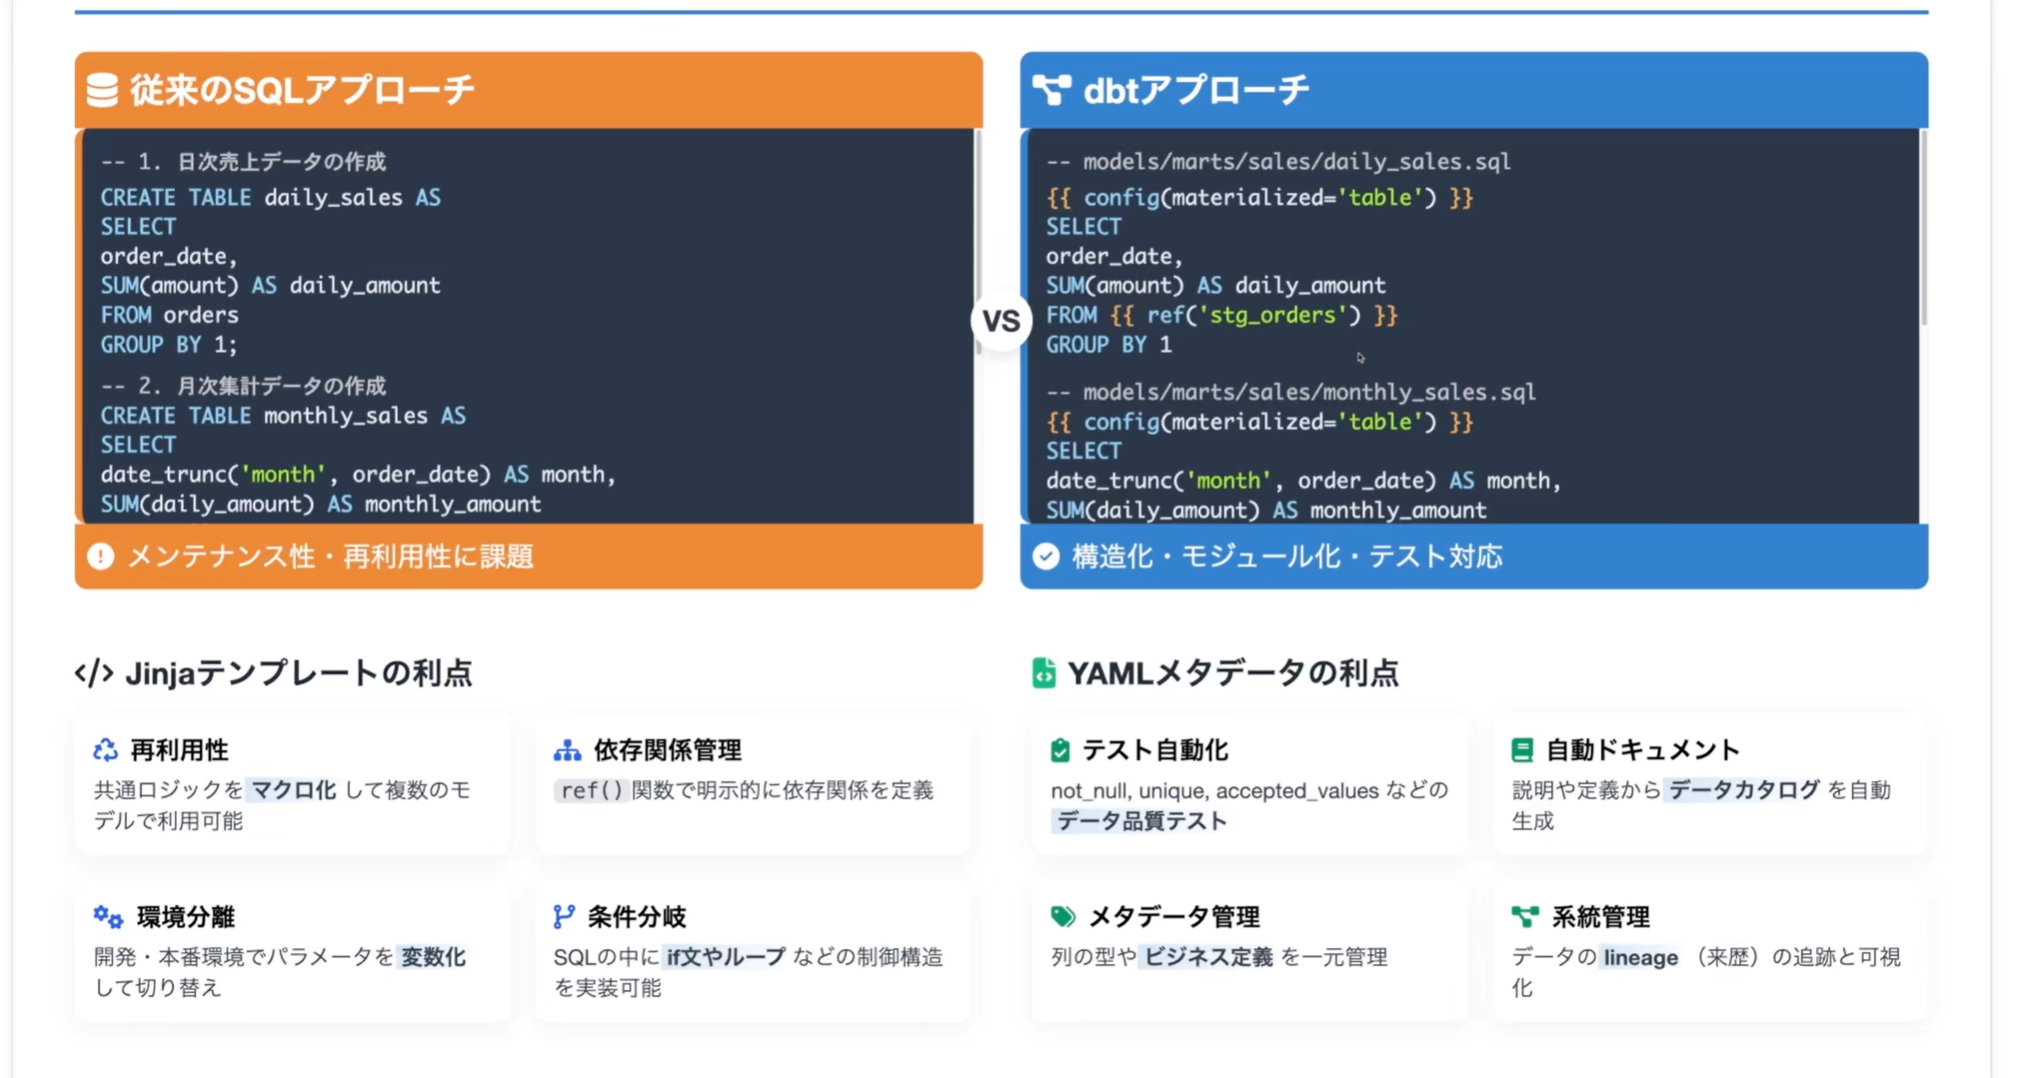 従来のSQLアプローチ
-- 1. 日次売上データの作成
CREATE TABLE daily_sales AS
SELECT
order_date,
SUM(amount) AS daily_amount
FROM orders
GROUP BY 1;
-- 2. 月次集計データの作成
CREATE TABLE monthly_sales AS
SELECT
date_trunc('month', order_date) AS month,
SUM(daily_amount) AS monthly_amount
メンテナンス性・再利用性に課題
VS
dbtアプローチ
-- models/marts/sales/daily_sales.sql
{{ config(materialized='table') }}
SELECT
order_date,
SUM(amount) AS daily_amount
FROM {{ ref('stg_orders') }}
GROUP BY 1
-- models/marts/sales/monthly_sales.sql
{{ config(materialized='table') }}
SELECT
date_trunc('month', order_date) AS month,
SUM(daily_amount) AS monthly_amount
構造化・モジュール化・テスト対応
</> Jinjaテンプレートの利点
再利用性
共通ロジックを マクロ化 して複数のモ
デルで利用可能
依存関係管理
ref() 関数で明示的に依存関係を定義
環境分離
開発・本番環境でパラメータを 変数化
して切り替え
条件分岐
SQLの中に if文やループ などの制御構造
を実装可能
YAMLメタデータの利点
テスト自動化
not_null, unique, accepted_values などの
データ品質テスト
自動ドキュメント
説明や定義から データカタログ を自動
生成
メタデータ管理
列の型や ビジネス定義 を一元管理
系統管理
データの lineage （来歴）の追跡と可視
化